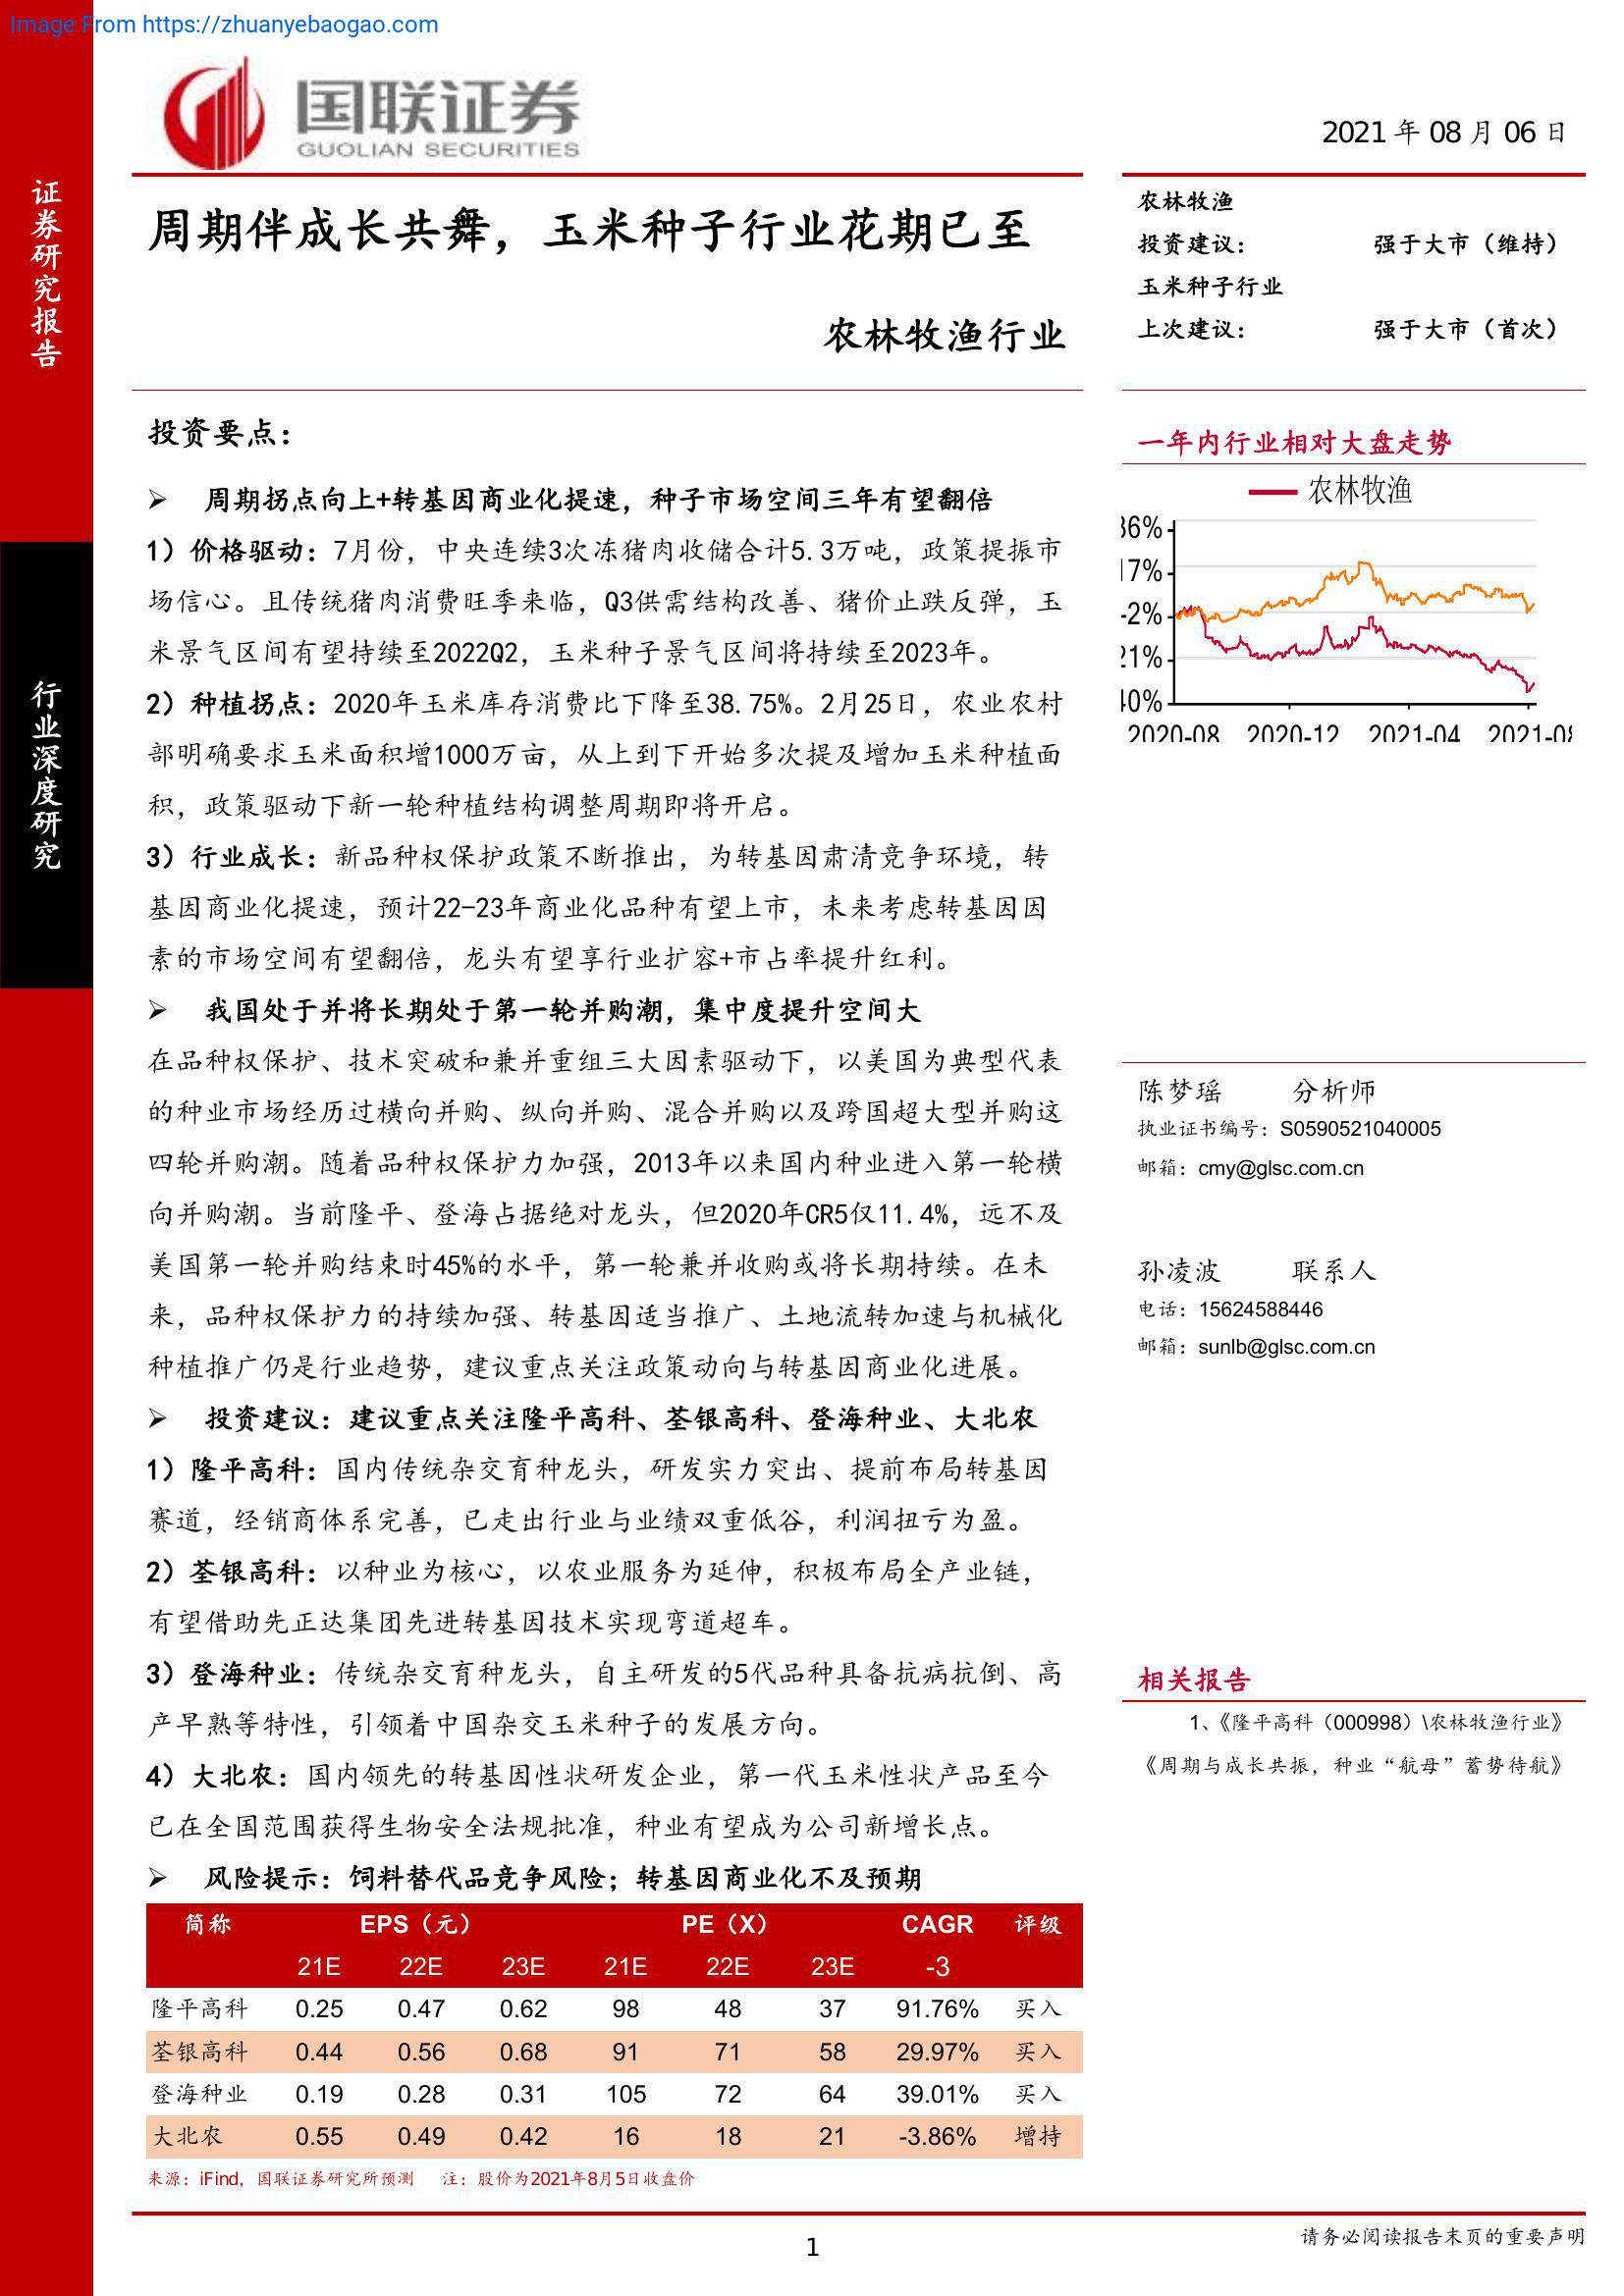 Image From https://zhuanyebaogao.com
国联证券
GUOLIAN SECURITIES
2021 年 08 月 06 日
证券研究报告
行业深度研究
周期伴成长共舞，玉米种子行业花期已至
农林牧渔行业
农林牧渔
投资建议： 强于大市（维持）
玉米种子行业
上次建议： 强于大市（首次）
投资要点：
➢ 周期拐点向上+转基因商业化提速，种子市场空间三年有望翻倍
1）价格驱动：7月份，中央连续3次冻猪肉收储合计5.3万吨，政策提振市
场信心。且传统猪肉消费旺季来临，Q3供需结构改善、猪价止跌反弹，玉
米景气区间有望持续至2022Q2，玉米种子景气区间将持续至2023年。
2）种植拐点：2020年玉米库存消费比下降至38.75%。2月25日，农业农村
部明确要求玉米面积增1000万亩，从上到下开始多次提及增加玉米种植面
积，政策驱动下新一轮种植结构调整周期即将开启。
3）行业成长：新品种权保护政策不断推出，为转基因肃清竞争环境，转
基因商业化提速，预计22-23年商业化品种有望上市，未来考虑转基因因
素的市场空间有望翻倍，龙头有望享行业扩容+市占率提升红利。
➢ 我国处于并将长期处于第一轮并购潮，集中度提升空间大
在品种权保护、技术突破和兼并重组三大因素驱动下，以美国为典型代表
的种业市场经历过横向并购、纵向并购、混合并购以及跨国超大型并购这
四轮并购潮。随着品种权保护力加强，2013年以来国内种业进入第一轮横
向并购潮。当前隆平、登海占据绝对龙头，但2020年CR5仅11.4%，远不及
美国第一轮并购结束时45%的水平，第一轮兼并收购或将长期持续。在未
来，品种权保护力的持续加强、转基因适当推广、土地流转加速与机械化
种植推广仍是行业趋势，建议重点关注政策动向与转基因商业化进展。
➢ 投资建议：建议重点关注隆平高科、荃银高科、登海种业、大北农
1）隆平高科：国内传统杂交育种龙头，研发实力突出、提前布局转基因
赛道，经销商体系完善，已走出行业与业绩双重低谷，利润扭亏为盈。
2）荃银高科：以种业为核心，以农业服务为延伸，积极布局全产业链，
有望借助先正达集团先进转基因技术实现弯道超车。
3）登海种业：传统杂交育种龙头，自主研发的5代品种具备抗病抗倒、高
产早熟等特性，引领着中国杂交玉米种子的发展方向。
4）大北农：国内领先的转基因性状研发企业，第一代玉米性状产品至今
已在全国范围获得生物安全法规批准，种业有望成为公司新增长点。
➢ 风险提示：饲料替代品竞争风险；转基因商业化不及预期
简称 EPS（元） PE（X） CAGR 评级
21E 22E 23E 21E 22E 23E -3
隆平高科 0.25 0.47 0.62 98 48 37 91.76% 买入
荃银高科 0.44 0.56 0.68 91 71 58 29.97% 买入
登海种业 0.19 0.28 0.31 105 72 64 39.01% 买入
大北农 0.55 0.49 0.42 16 18 21 -3.86% 增持
来源：iFind，国联证券研究所预测 注：股价为2021年8月5日收盘价
一年内行业相对大盘走势
农林牧渔
36%
17%
-2%
21%
40%
2020-08 2020-12 2021-04 2021-08
陈梦瑶 分析师
执业证书编号：S0590521040005
邮箱：cmy@glsc.com.cn
孙凌波 联系人
电话：15624588446
邮箱：sunlb@glsc.com.cn
相关报告
1、《隆平高科（000998）\农林牧渔行业》
《周期与成长共振，种业“航母”蓄势待航》
1
请务必阅读报告末页的重要声明